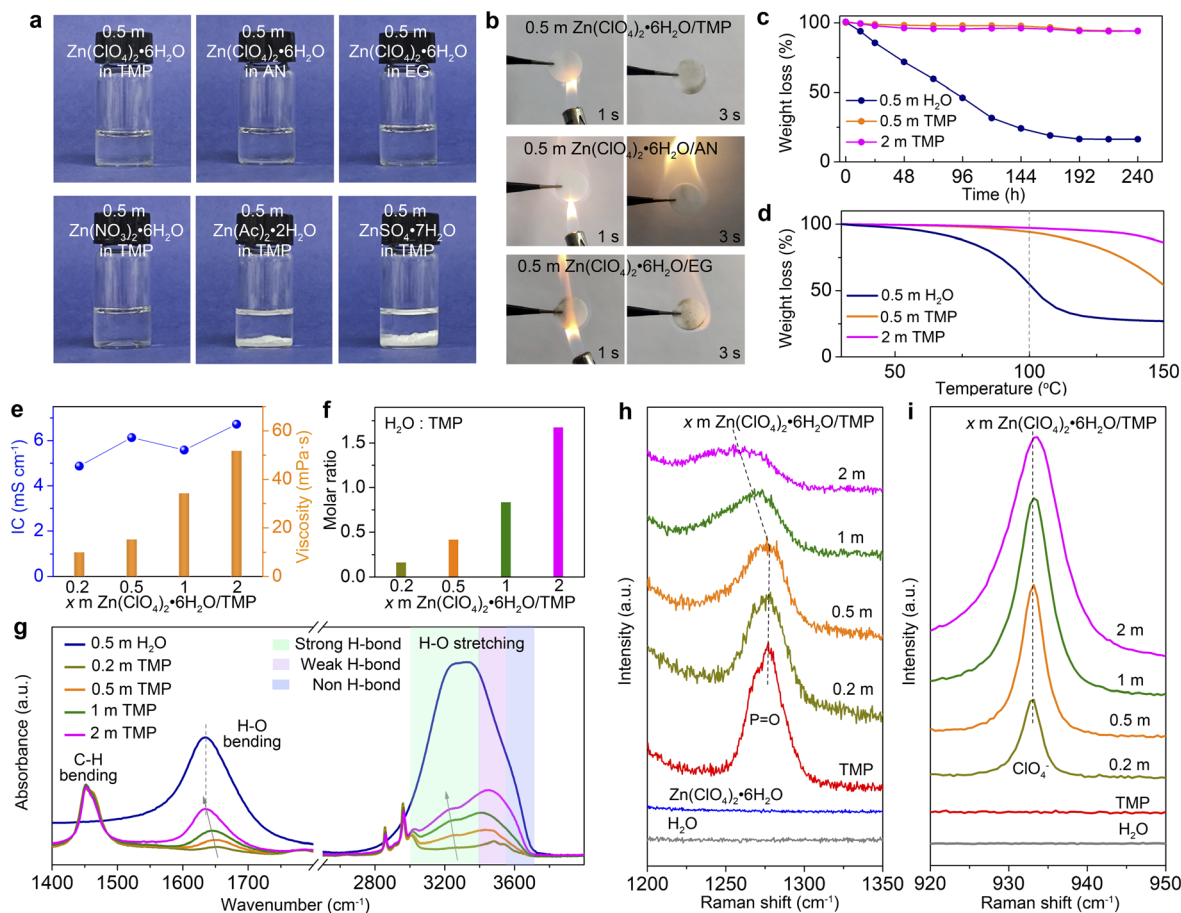 a
0.5 m
Zn(ClO₄)₂•6H₂O
in TMP
0.5 m
Zn(ClO₄)₂•6H₂O
in AN
0.5 m
Zn(ClO₄)₂•6H₂O
in EG
0.5 m
Zn(NO₃)₂•6H₂O
in TMP
0.5 m
Zn(Ac)₂•2H₂O
in TMP
0.5 m
ZnSO₄•7H₂O
in TMP
b
0.5 m Zn(ClO₄)₂•6H₂O/TMP
1 s
3 s
0.5 m Zn(ClO₄)₂•6H₂O/AN
1 s
3 s
0.5 m Zn(ClO₄)₂•6H₂O/EG
1 s
3 s
c
Weight loss (%)
100
50
0
0.5 m H₂O
0.5 m TMP
2 m TMP
0 48 96 144 192 240
Time (h)
d
Weight loss (%)
100
50
0
0.5 m H₂O
0.5 m TMP
2 m TMP
50 100 150
Temperature (°C)
e
IC (mS cm⁻¹)
6
4
2
0
60
40
20
0
Viscosity (mPa·s)
0.2 0.5 1 2
x m Zn(ClO₄)₂•6H₂O/TMP
f
H₂O : TMP
Molar ratio
1.5
1.0
0.5
0.0
0.2 0.5 1 2
x m Zn(ClO₄)₂•6H₂O/TMP
g
Absorbance (a.u.)
0.5 m H₂O
0.2 m TMP
0.5 m TMP
1 m TMP
2 m TMP
C-H
bending
H-O
bending
Strong H-bond
Weak H-bond
Non H-bond
H-O stretching
1400 1500 1600 1700 2800 3200 3600
Wavenumber (cm⁻¹)
h
x m Zn(ClO₄)₂•6H₂O/TMP
Intensity (a.u.)
2 m
1 m
0.5 m
0.2 m
P=O
TMP
Zn(ClO₄)₂•6H₂O
H₂O
1200 1250 1300 1350
Raman shift (cm⁻¹)
i
x m Zn(ClO₄)₂•6H₂O/TMP
Intensity (a.u.)
2 m
1 m
0.5 m
0.2 m
ClO₄⁻
TMP
H₂O
920 930 940 950
Raman shift (cm⁻¹)